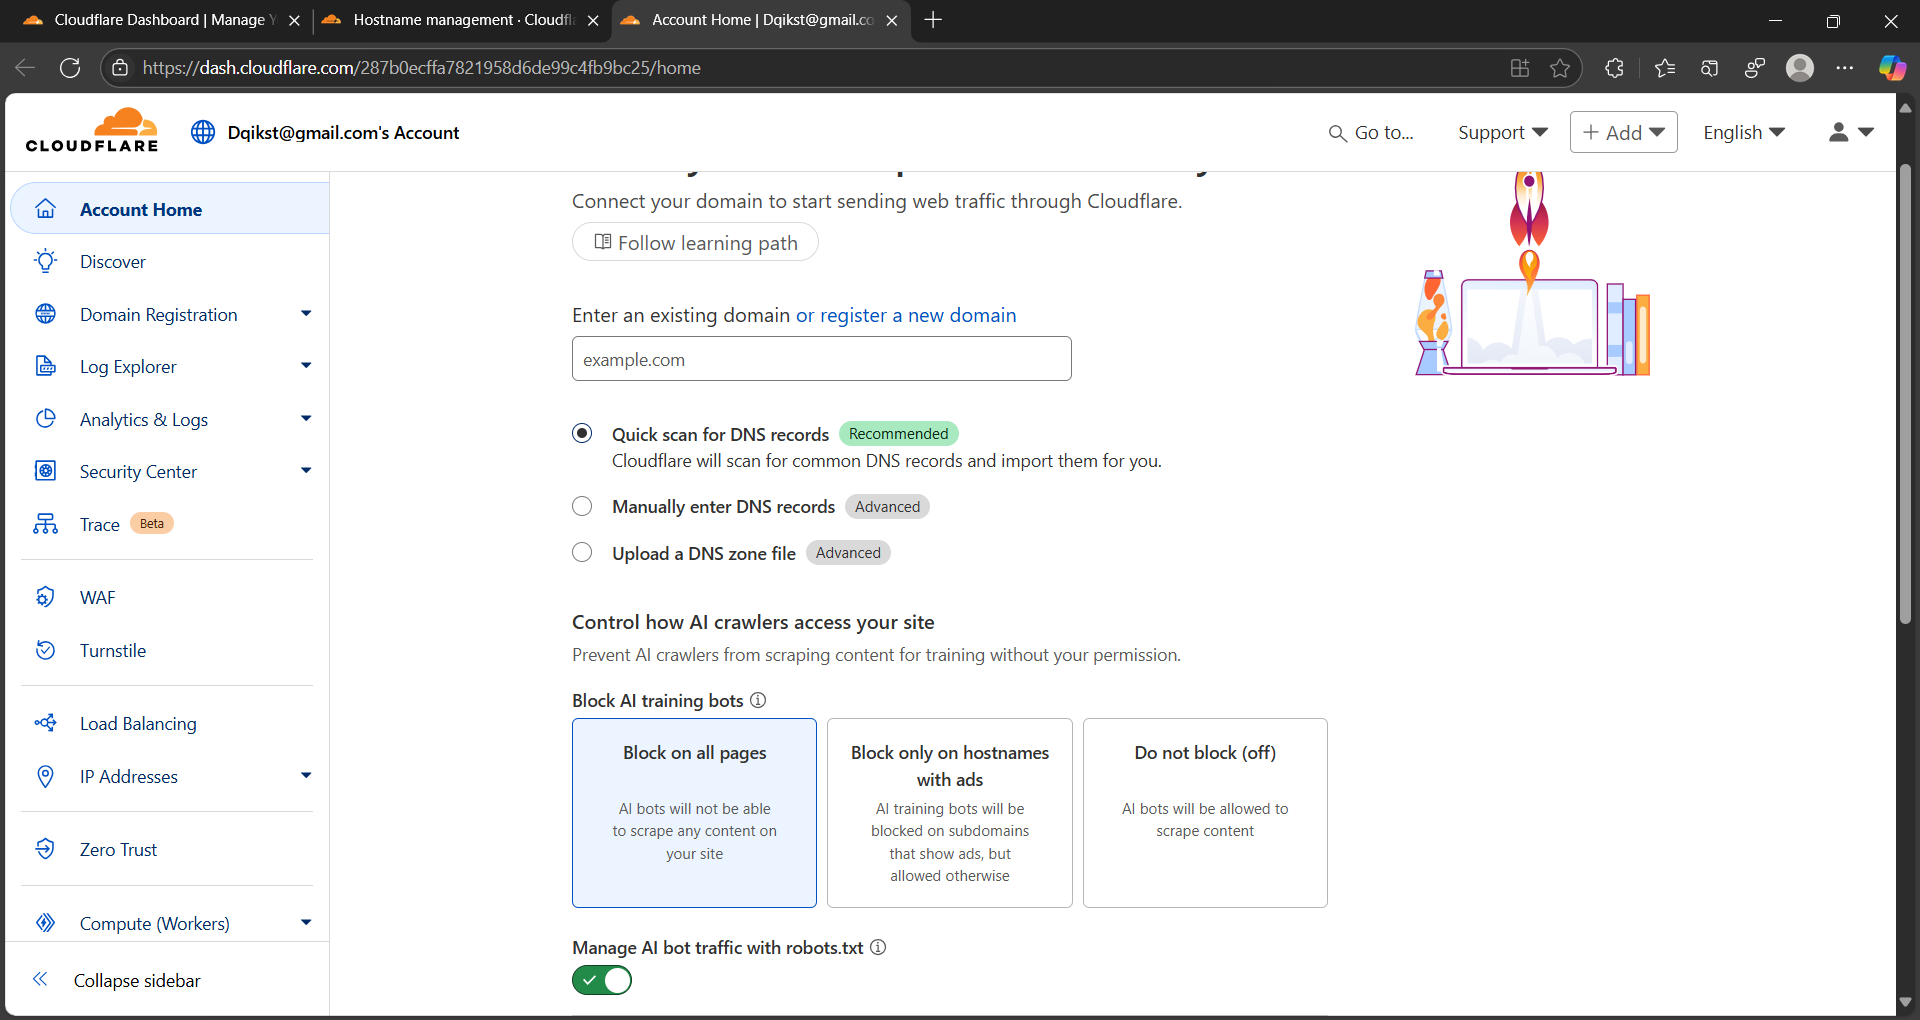 Cloudflare Dashboard | Manage Y
Hostname management · Cloudfla
Account Home | Dqikst@gmail.co
https://dash.cloudflare.com/287b0ecffa7821958d6de99c4fb9bc25/home
CLOUDFLARE
Dqikst@gmail.com's Account
Go to...
Support
+ Add
English
Account Home
Discover
Domain Registration
Log Explorer
Analytics & Logs
Security Center
Trace Beta
WAF
Turnstile
Load Balancing
IP Addresses
Zero Trust
Compute (Workers)
Collapse sidebar
Connect your domain to start sending web traffic through Cloudflare.
Follow learning path
Enter an existing domain or register a new domain
example.com
Quick scan for DNS records Recommended
Cloudflare will scan for common DNS records and import them for you.
Manually enter DNS records Advanced
Upload a DNS zone file Advanced
Control how AI crawlers access your site
Prevent AI crawlers from scraping content for training without your permission.
Block AI training bots
Block on all pages
AI bots will not be able
to scrape any content on
your site
Block only on hostnames
with ads
AI training bots will be
blocked on subdomains
that show ads, but
allowed otherwise
Do not block (off)
AI bots will be allowed to
scrape content
Manage AI bot traffic with robots.txt